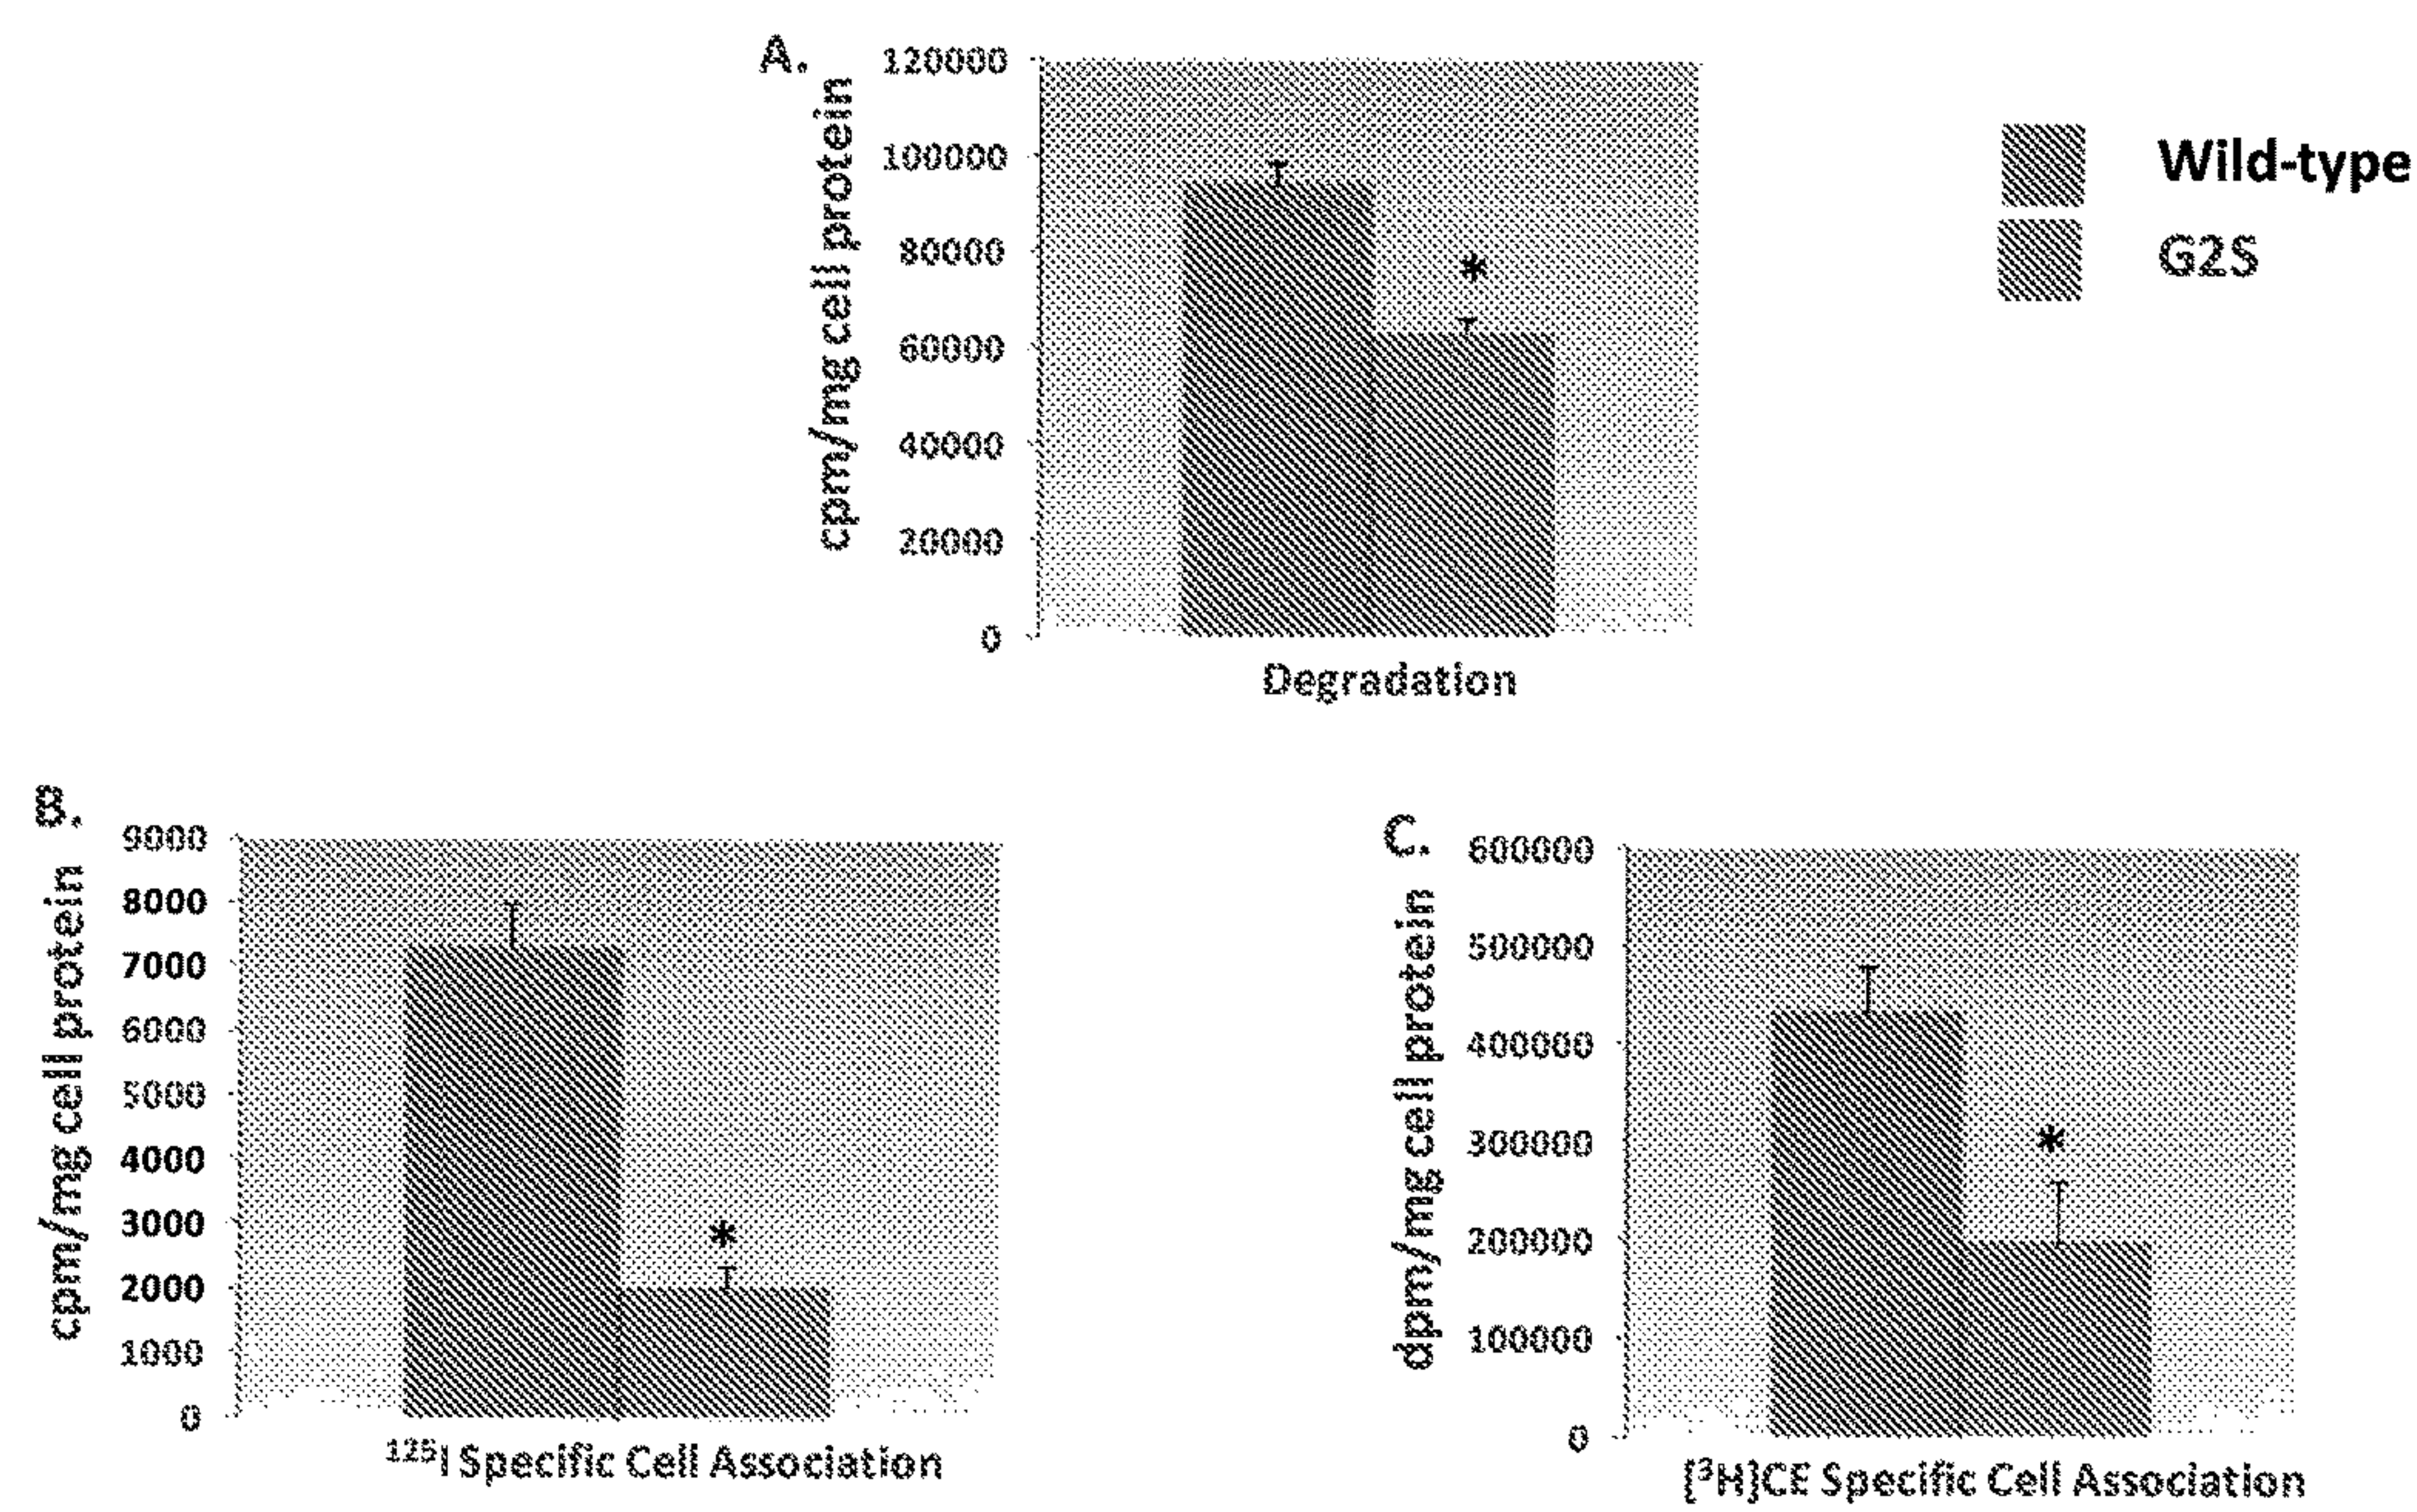 A.
cpm/mg cell protein
120000
100000
80000
60000
40000
20000
0
*
Degradation
Wild-type
G2S
B.
cpm/mg cell protein
9000
8000
7000
6000
5000
4000
3000
2000
1000
0
*
¹²⁵I Specific Cell Association
C.
dpm/mg cell protein
600000
500000
400000
300000
200000
100000
0
*
[³H]CE Specific Cell Association